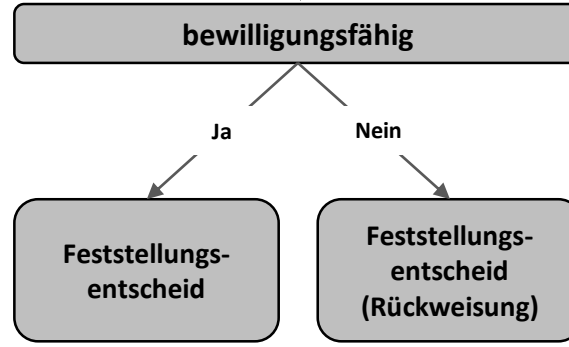 bewilligungsfähig
Ja
Nein
Feststellungs-
entscheid
Feststellungs-
entscheid
(Rückweisung)